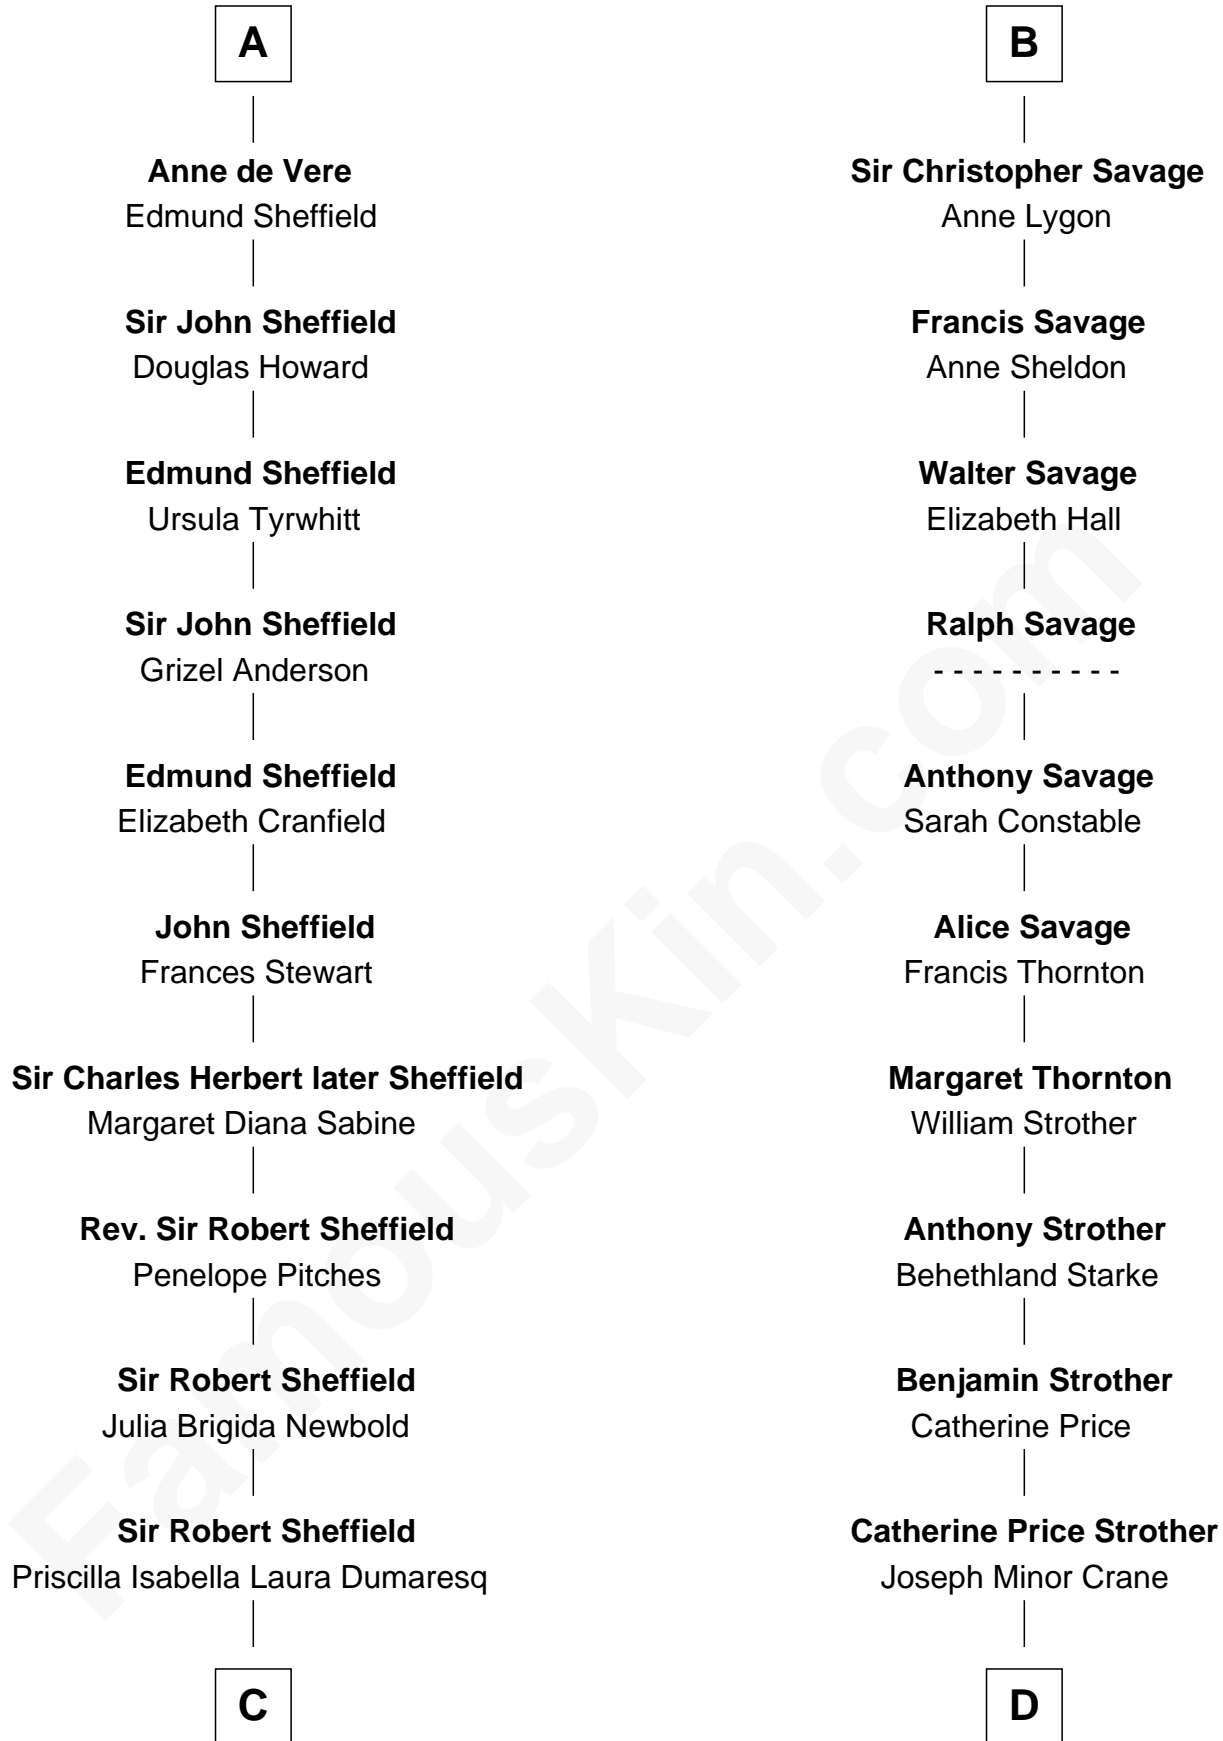 A
Anne de Vere
Edmund Sheffield
Sir John Sheffield
Douglas Howard
Edmund Sheffield
Ursula Tyrwhitt
Sir John Sheffield
Grizel Anderson
Edmund Sheffield
Elizabeth Cranfield
John Sheffield
Frances Stewart
Sir Charles Herbert later Sheffield
Margaret Diana Sabine
Rev. Sir Robert Sheffield
Penelope Pitches
Sir Robert Sheffield
Julia Brigida Newbold
Sir Robert Sheffield
Priscilla Isabella Laura Dumaresq
C
B
Sir Christopher Savage
Anne Lygon
Francis Savage
Anne Sheldon
Walter Savage
Elizabeth Hall
Ralph Savage
- - - - - - - - - -
Anthony Savage
Sarah Constable
Alice Savage
Francis Thornton
Margaret Thornton
William Strother
Anthony Strother
Behethland Starke
Benjamin Strother
Catherine Price
Catherine Price Strother
Joseph Minor Crane
D
FamousKin.com